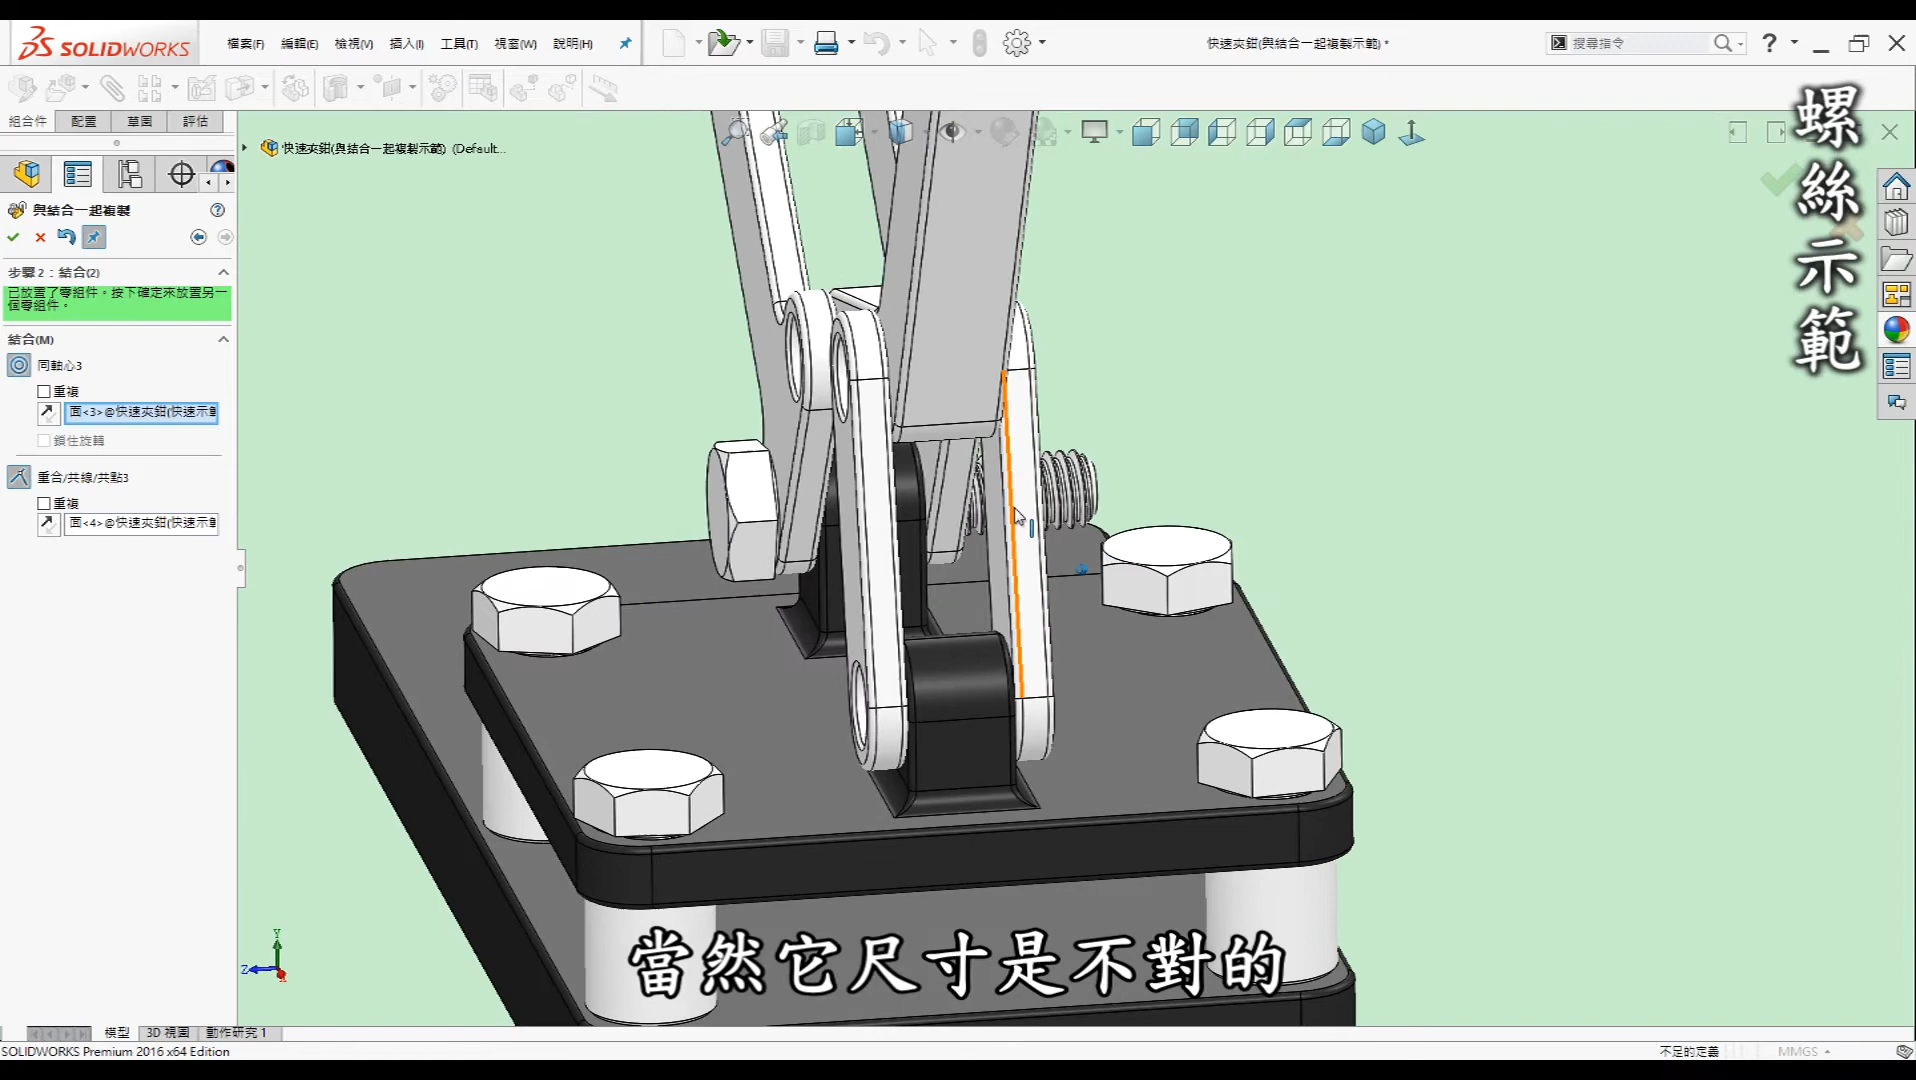 SOLIDWORKS 檔案(F) 編輯(E) 檢視(V) 插入(I) 工具(T) 視窗(W) 說明(H) 快速夾鉗(與結合一起複製示範) * 搜尋指令
組合件 配置 草圖 評估
快速夾鉗(與結合一起複製示範) (Default...
與結合一起複製
步驟2：結合(2)
已放置了零組件。按下確定來放置另一
個零組件。
結合(M)
同軸心3
重複
面<3>@快速夾鉗(快速示範
鎖住旋轉
重合/共線/共點3
重複
面<4>@快速夾鉗(快速示範
螺絲示範
Y
Z
當然它尺寸是不對的
模型 3D 視圖 動作研究 1
SOLIDWORKS Premium 2016 x64 Edition 不足的定義 MMGS